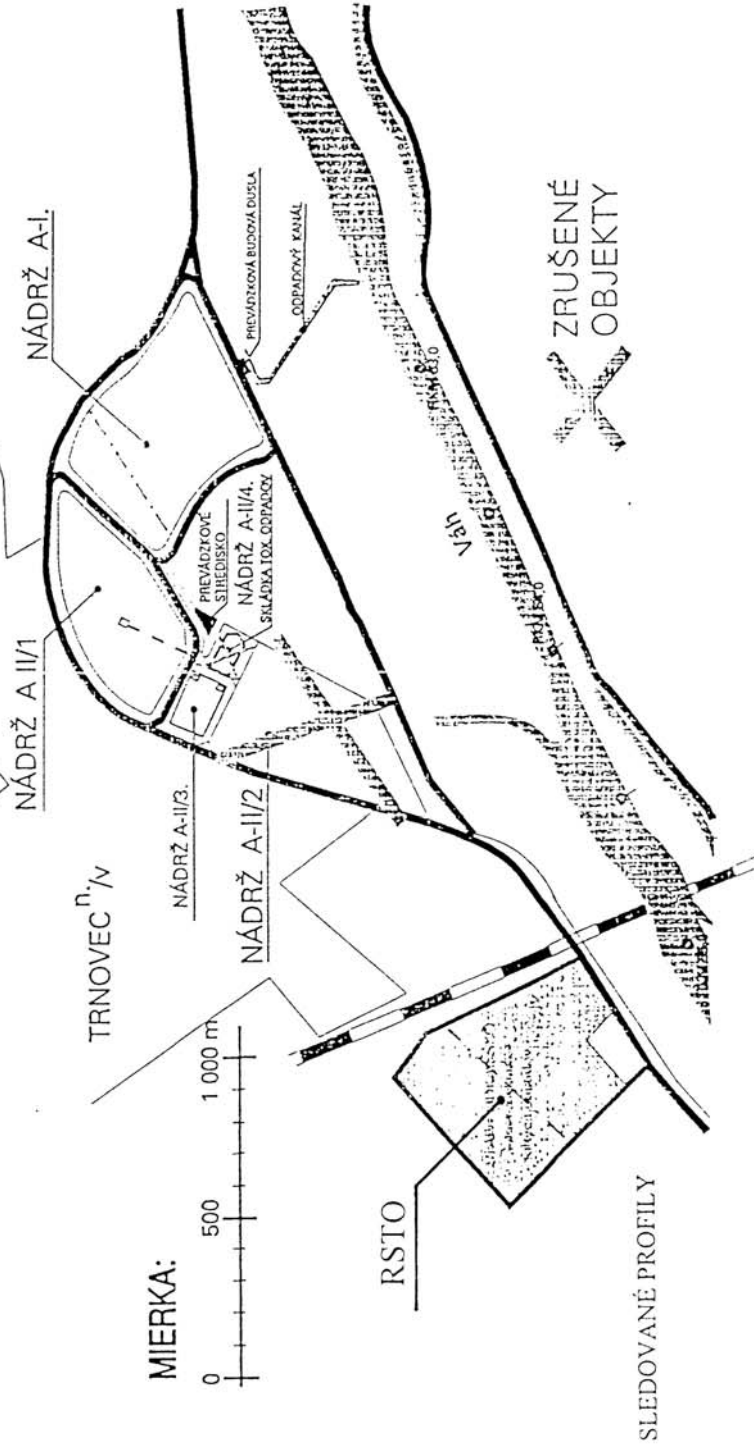 NÁDRŽ A-I.
NÁDRŽ A II/1
TRNOVEC n./v
NÁDRŽ A-II/3.
NÁDRŽ A-II/2
PREVÁDZKOVÉ
STREDISKO
NÁDRŽ A-II/4.
SKLÁDKA TOX. ODPADOV
PREVÁDZKOVÁ BUDOVA DUSLA
ODPADOVÝ KANÁL
Váh
ZRUŠENÉ
OBJEKTY
MIERKA:
0 500 1 000 m
RSTO
SLEDOVANÉ PROFILY